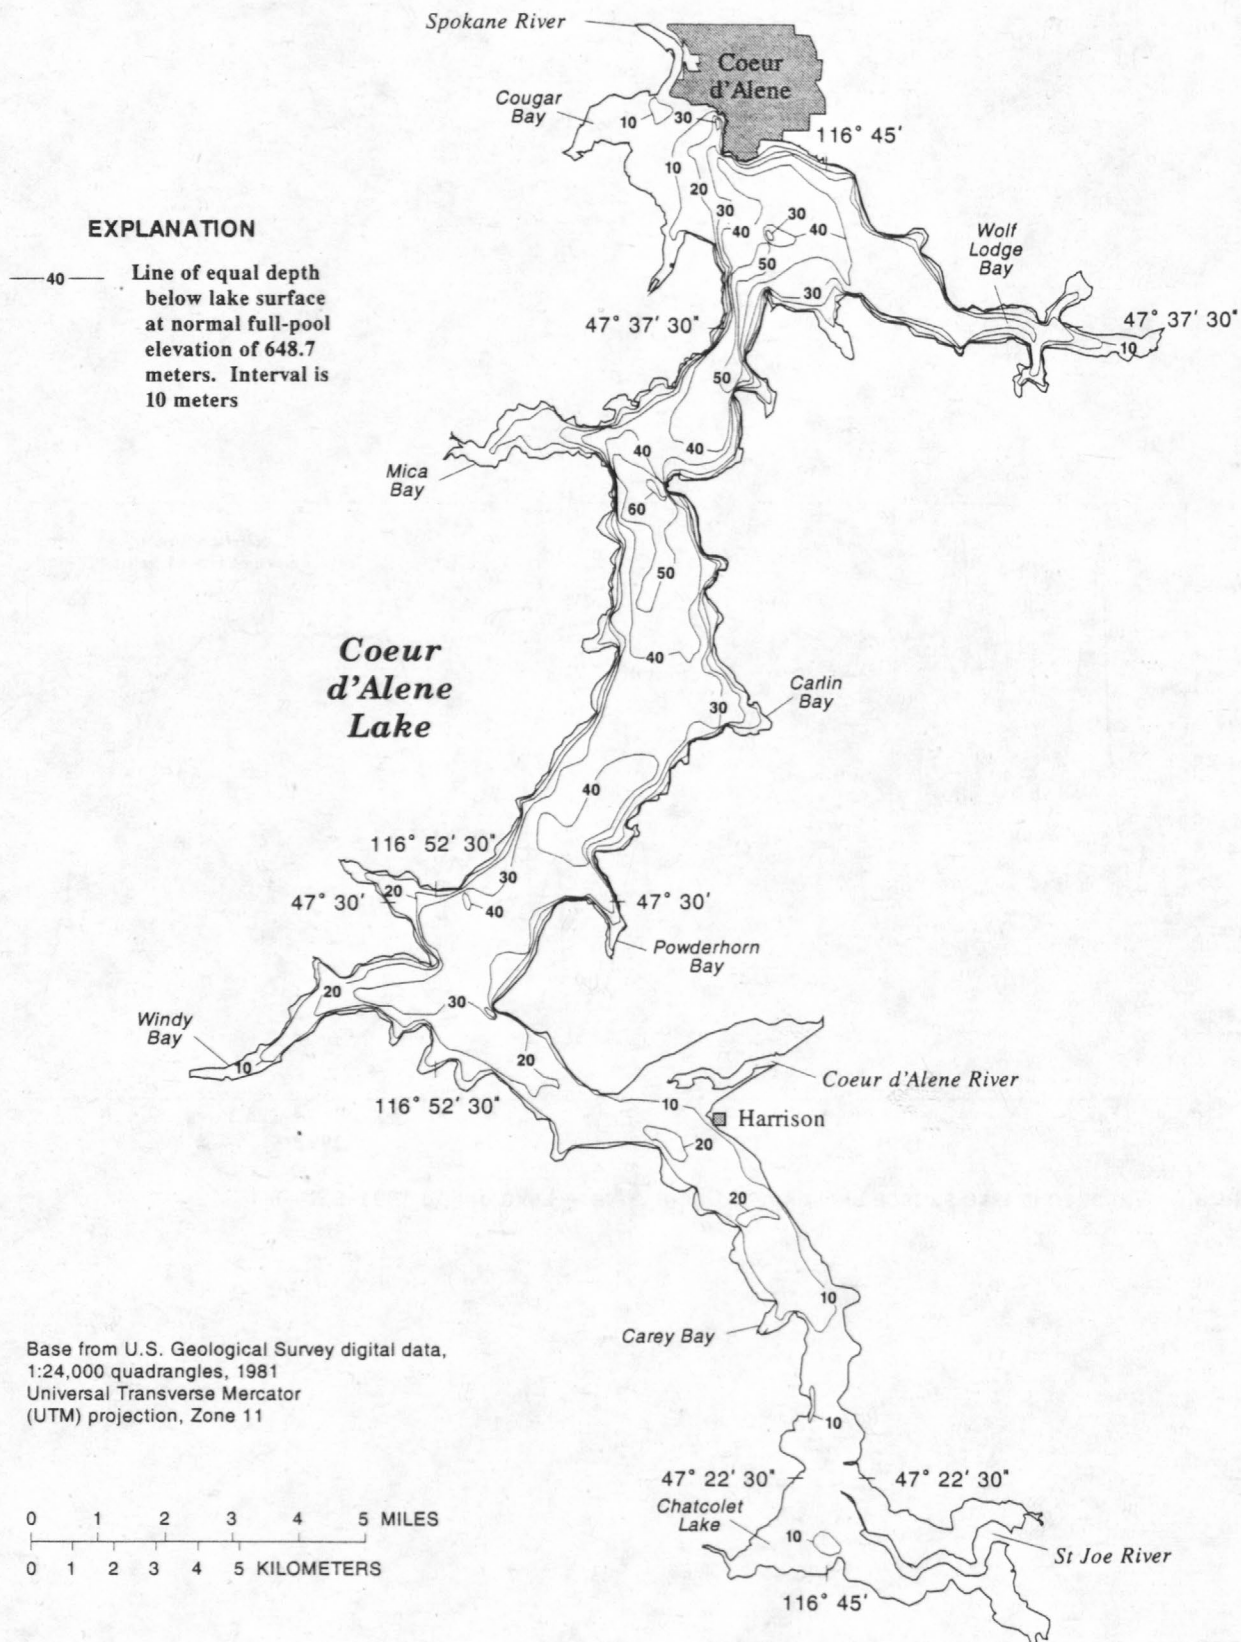 Spokane River
Coeur
d'Alene
Cougar
Bay
10
30
116° 45'
10
20
30
40
30
40
50
30
Wolf
Lodge
Bay
EXPLANATION
40
Line of equal depth
below lake surface
at normal full-pool
elevation of 648.7
meters. Interval is
10 meters
47° 37' 30"
47° 37' 30"
10
50
40
40
Mica
Bay
60
50
Coeur
d'Alene
Lake
40
Carlin
Bay
30
40
116° 52' 30"
30
20
47° 30'
40
47° 30'
Powderhorn
Bay
20
30
Windy
Bay
10
20
Coeur d'Alene River
116° 52' 30"
10
Harrison
20
20
10
Carey Bay
Base from U.S. Geological Survey digital data,
1:24,000 quadrangles, 1981
Universal Transverse Mercator
(UTM) projection, Zone 11
10
47° 22' 30"
47° 22' 30"
Chatcolet
Lake
10
St Joe River
116° 45'
0 1 2 3 4 5 MILES
0 1 2 3 4 5 KILOMETERS